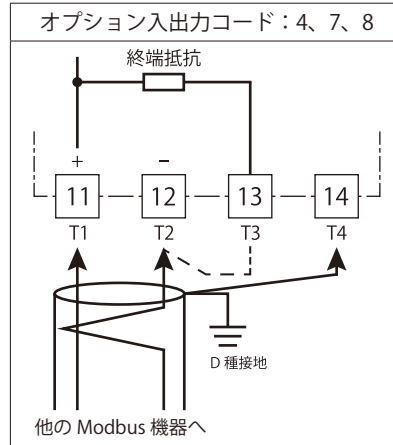 オプション入出力コード：4、7、8
終端抵抗
+ −
11 12 13 14
T1 T2 T3 T4
D 種接地
他の Modbus 機器へ